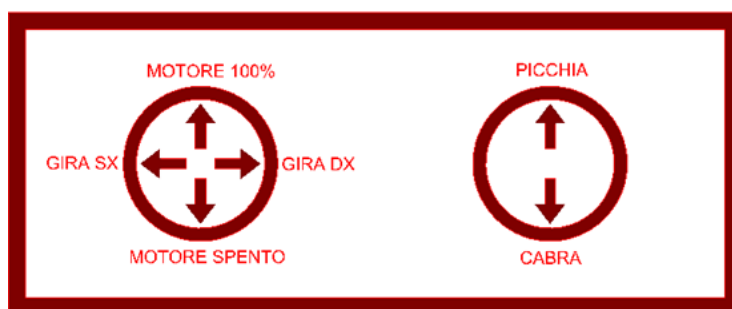 MOTORE 100%
PICCHIA
GIRA SX
GIRA DX
MOTORE SPENTO
CABRA